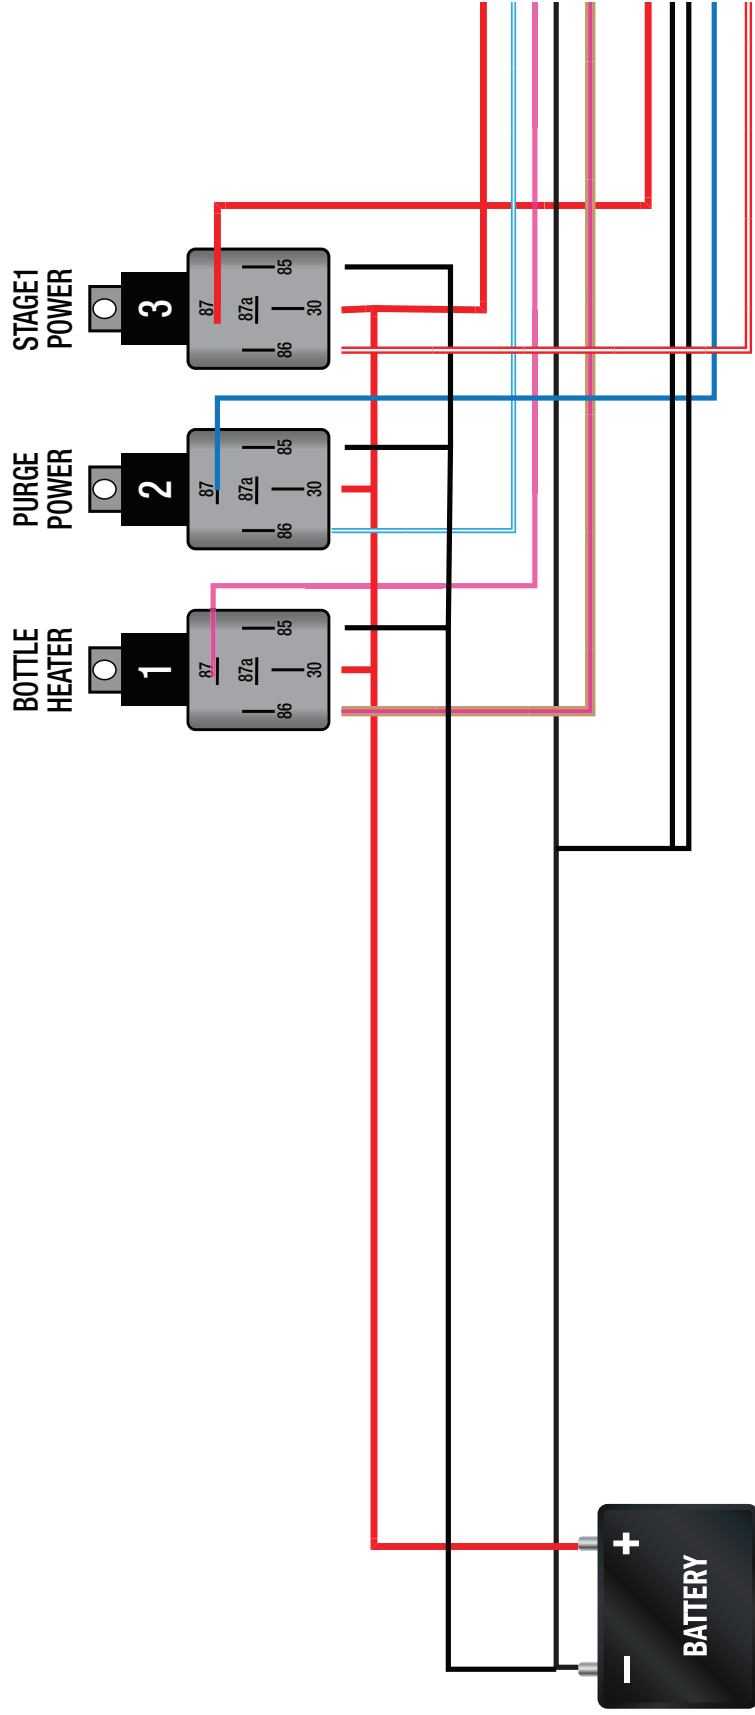 STAGE1
POWER
3
87
87a
85
30
86
PURGE
POWER
2
87
87a
85
30
86
BOTTLE
HEATER
1
87
87a
85
30
86
+
−
BATTERY